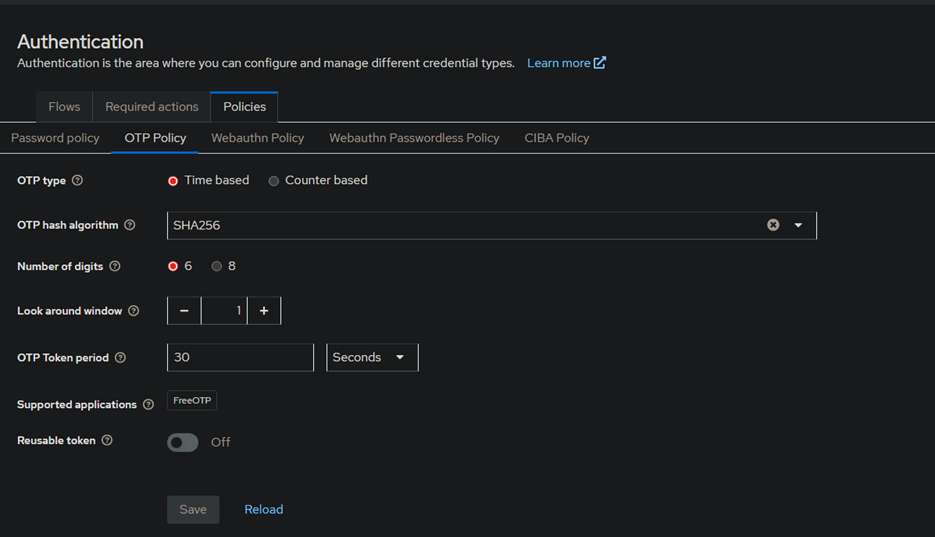 Authentication
Authentication is the area where you can configure and manage different credential types. Learn more
Flows Required actions Policies
Password policy OTP Policy Webauthn Policy Webauthn Passwordless Policy CIBA Policy
OTP type Time based Counter based
OTP hash algorithm SHA256
Number of digits 6 8
Look around window − 1 +
OTP Token period 30 Seconds
Supported applications FreeOTP
Reusable token Off
Save Reload